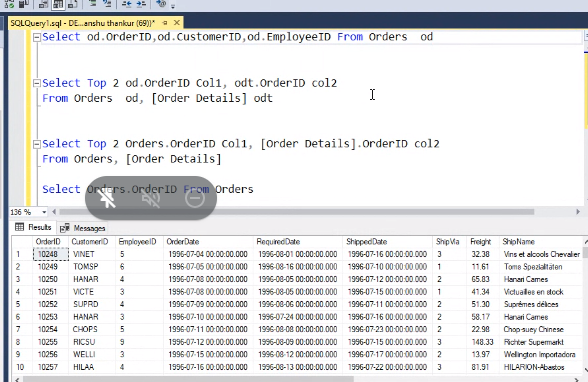 SQLQuery1.sql - DE...anshu thankur (69))*
Select od.OrderID,od.CustomerID,od.EmployeeID From Orders od
Select Top 2 od.OrderID Col1, odt.OrderID col2
From Orders od, [Order Details] odt
Select Top 2 Orders.OrderID Col1, [Order Details].OrderID col2
From Orders, [Order Details]
Select Orders.OrderID From Orders
136 %
Results Messages
OrderID CustomerID EmployeeID OrderDate RequiredDate ShippedDate ShipVia Freight ShipName
1 10248 VINET 5 1996-07-04 00:00:00.000 1996-08-01 00:00:00.000 1996-07-16 00:00:00.000 3 32.38 Vins et alcools Chevalier
2 10249 TOMSP 6 1996-07-05 00:00:00.000 1996-08-16 00:00:00.000 1996-07-10 00:00:00.000 1 11.61 Toms Spezialitäten
3 10250 HANAR 4 1996-07-08 00:00:00.000 1996-08-05 00:00:00.000 1996-07-12 00:00:00.000 2 65.83 Hanari Carnes
4 10251 VICTE 3 1996-07-08 00:00:00.000 1996-08-05 00:00:00.000 1996-07-15 00:00:00.000 1 41.34 Victuailles en stock
5 10252 SUPRD 4 1996-07-09 00:00:00.000 1996-08-06 00:00:00.000 1996-07-11 00:00:00.000 2 51.30 Suprêmes délices
6 10253 HANAR 3 1996-07-10 00:00:00.000 1996-07-24 00:00:00.000 1996-07-16 00:00:00.000 2 58.17 Hanari Carnes
7 10254 CHOPS 5 1996-07-11 00:00:00.000 1996-08-08 00:00:00.000 1996-07-23 00:00:00.000 2 22.98 Chop-suey Chinese
8 10255 RICSU 9 1996-07-12 00:00:00.000 1996-08-09 00:00:00.000 1996-07-15 00:00:00.000 3 148.33 Richter Supermarkt
9 10256 WELLI 3 1996-07-15 00:00:00.000 1996-08-12 00:00:00.000 1996-07-17 00:00:00.000 2 13.97 Wellington Importadora
10 10257 HILAA 4 1996-07-16 00:00:00.000 1996-08-13 00:00:00.000 1996-07-22 00:00:00.000 3 81.91 HILARION-Abastos